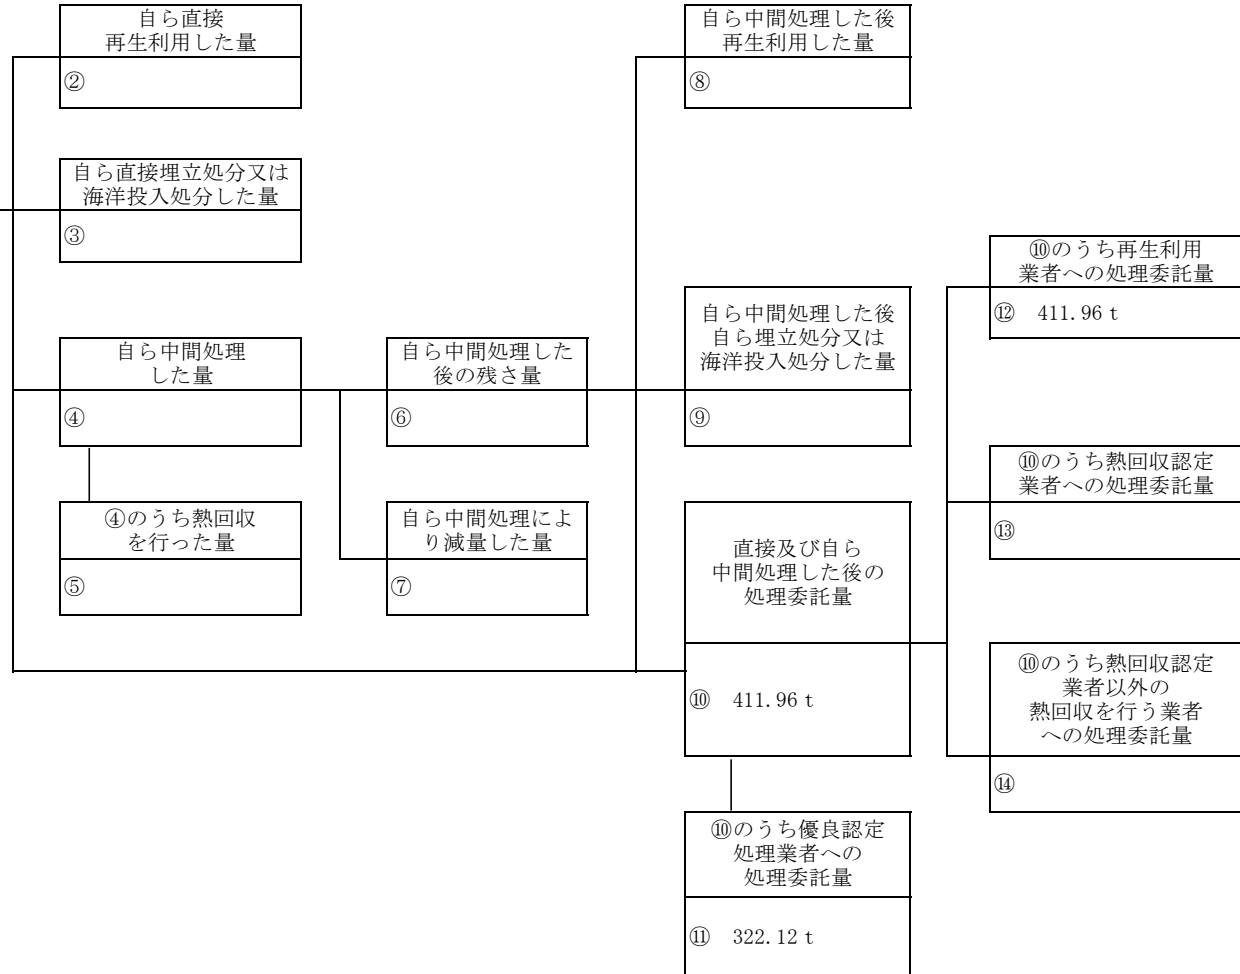 自ら直接
再生利用した量
②
自ら中間処理した後
再生利用した量
⑧
自ら直接埋立処分又は
海洋投入処分した量
③
⑩のうち再生利用
業者への処理委託量
⑫ 411.96 t
自ら中間処理
した量
④
自ら中間処理した
後の残さ量
⑥
自ら中間処理した後
自ら埋立処分又は
海洋投入処分した量
⑨
⑩のうち熱回収認定
業者への処理委託量
⑬
④のうち熱回収
を行った量
⑤
自ら中間処理によ
り減量した量
⑦
直接及び自ら
中間処理した後の
処理委託量
⑩ 411.96 t
⑩のうち熱回収認定
業者以外の
熱回収を行う業者
への処理委託量
⑭
⑩のうち優良認定
処理業者への
処理委託量
⑪ 322.12 t